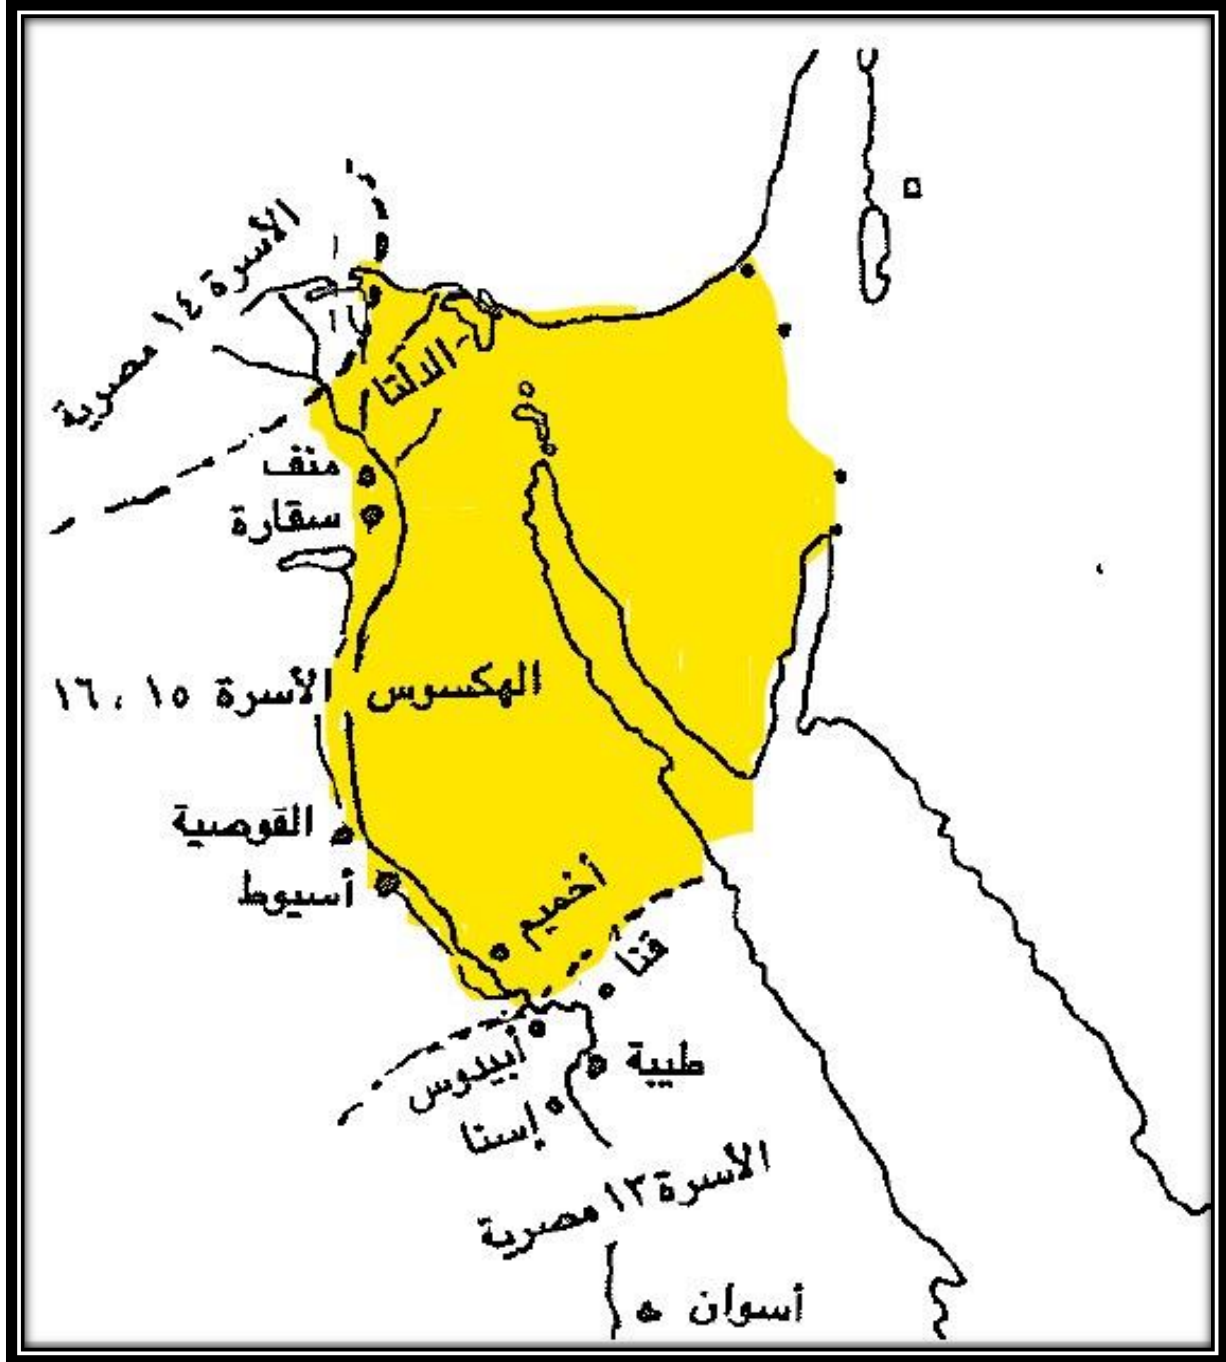 الأسرة ١٤ مصرية
الدلتا
منف
سقارة
الهكسوس الأسرة ١٥ ، ١٦
القوصية
أسيوط
أخميم
قنا
أبيدوس
طيبة
إسنا
الأسرة ١٣ مصرية
أسوان